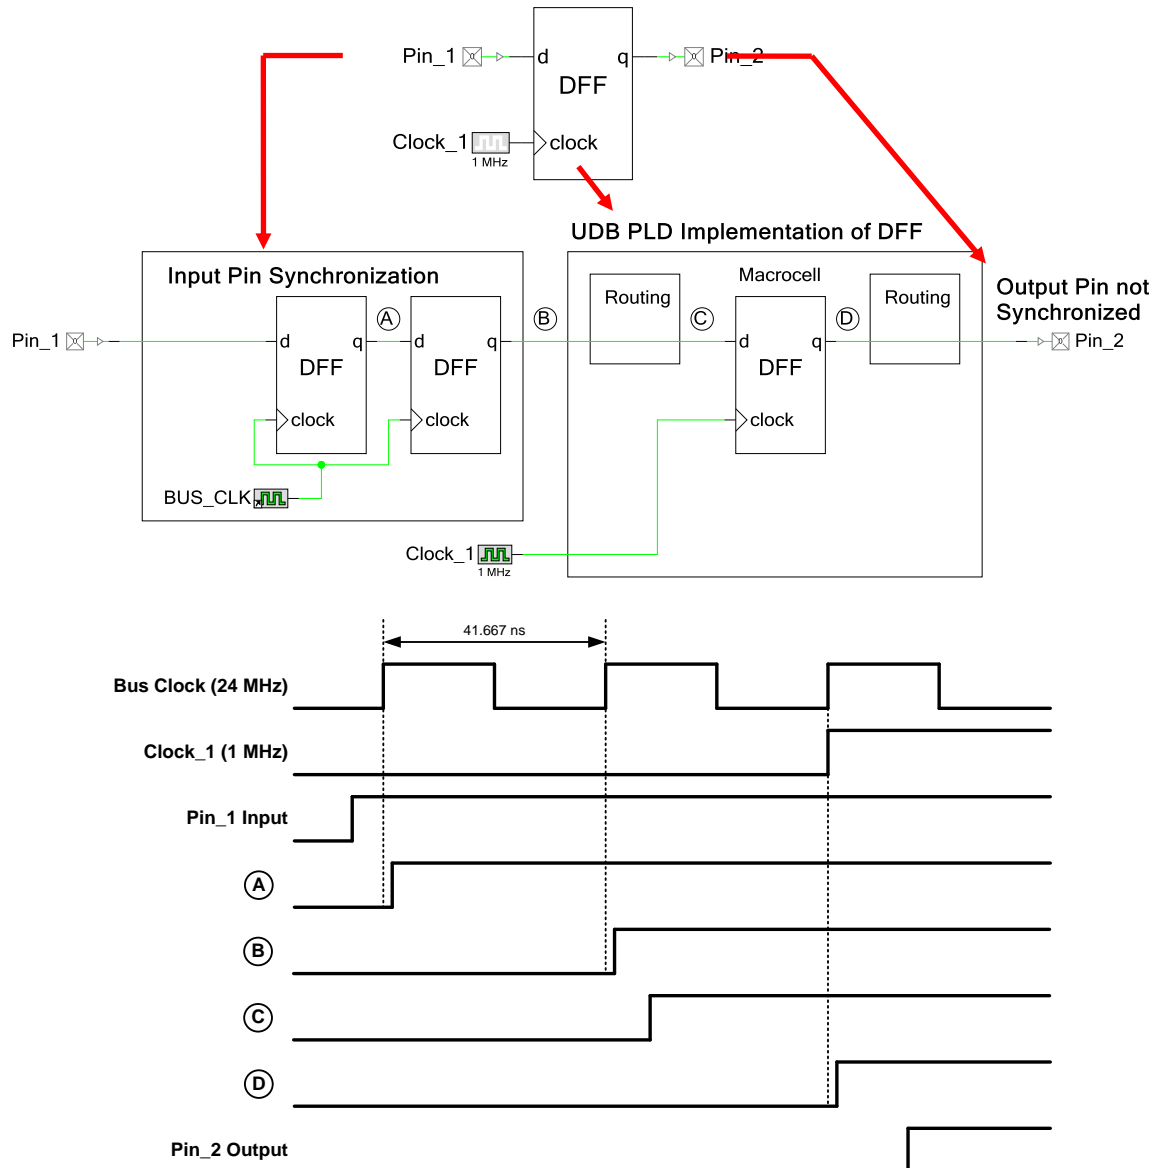 Pin_1
d
q
Pin_2
DFF
Clock_1
1 MHz
clock
UDB PLD Implementation of DFF
Input Pin Synchronization
Macrocell
Output Pin not
Synchronized
Routing
Routing
A
B
C
D
Pin_1
d
q
d
q
d
q
Pin_2
DFF
DFF
DFF
clock
clock
clock
BUS_CLK
Clock_1
1 MHz
41.667 ns
Bus Clock (24 MHz)
Clock_1 (1 MHz)
Pin_1 Input
A
B
C
D
Pin_2 Output